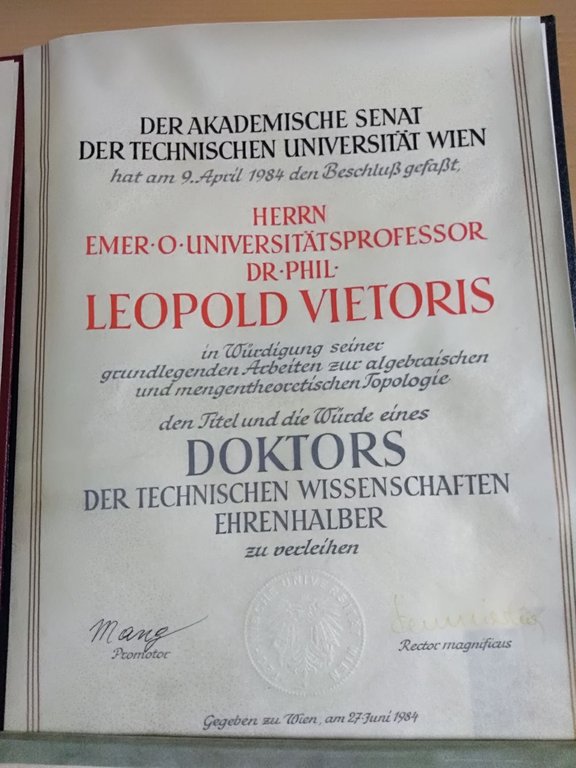 DER AKADEMISCHE SENAT
DER TECHNISCHEN UNIVERSITÄT WIEN
hat am 9. April 1984 den Beschluß gefaßt,
HERRN
EMER·O·UNIVERSITÄTSPROFESSOR
DR·PHIL·
LEOPOLD VIETORIS
in Würdigung seiner
grundlegenden Arbeiten zur algebraischen
und mengentheoretischen Topologie
den Titel und die Würde eines
DOKTORS
DER TECHNISCHEN WISSENSCHAFTEN
EHRENHALBER
zu verleihen
Mang
Promotor
Rector magnificus
Gegeben zu Wien, am 27·Juni 1984